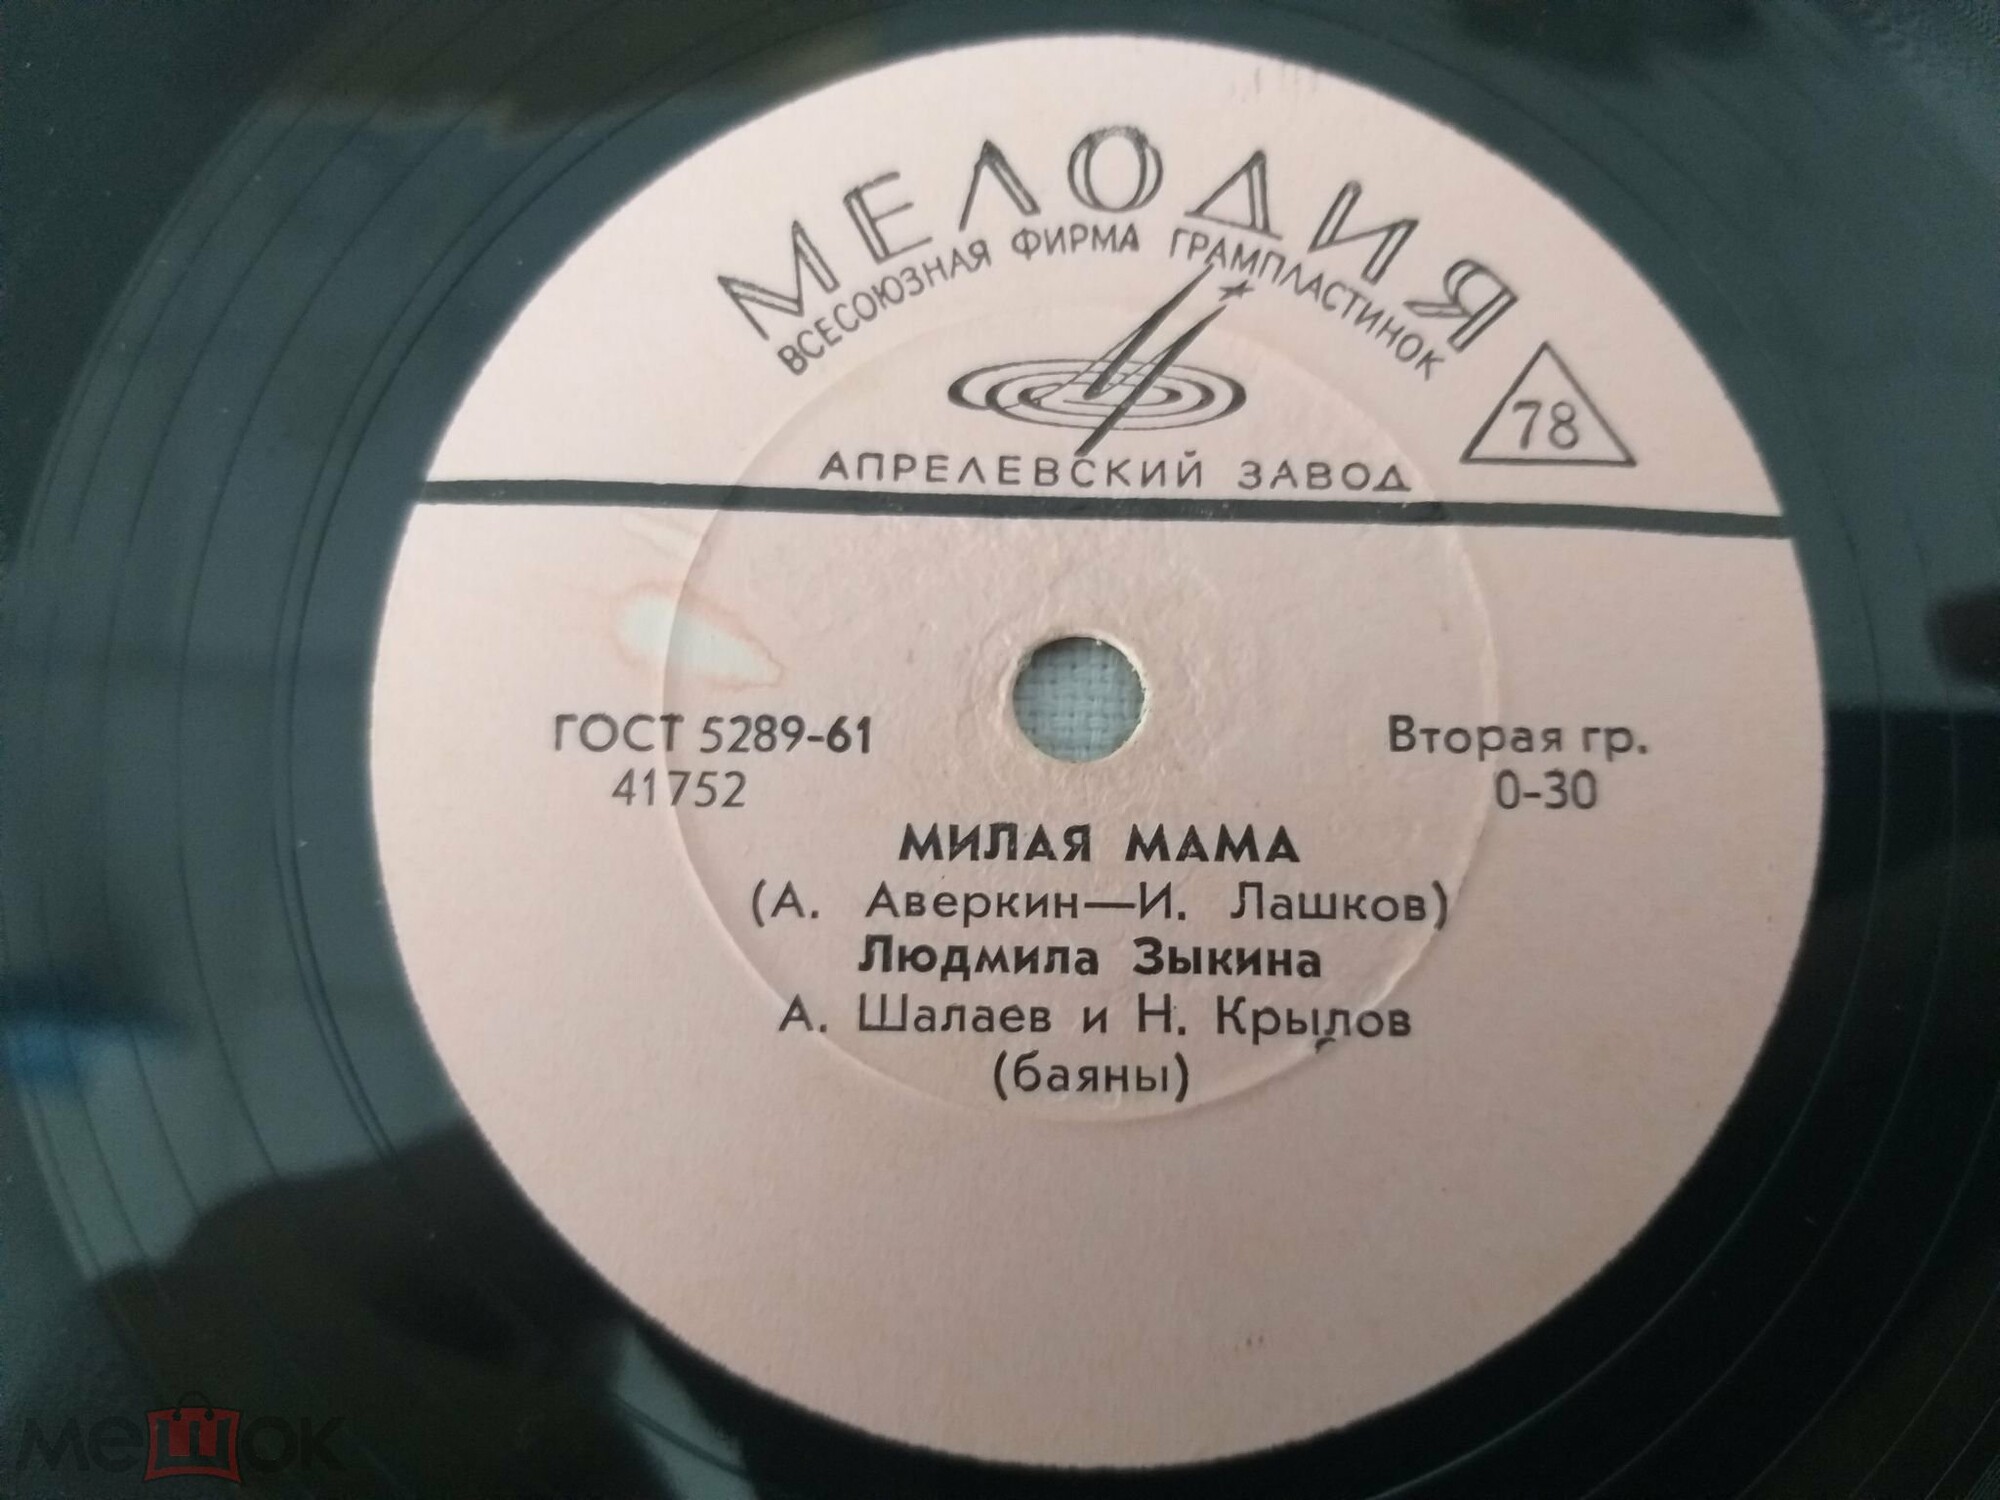 МЕЛОДИЯ
ВСЕСОЮЗНАЯ ФИРМА ГРАМПЛАСТИНОК
78
АПРЕЛЕВСКИЙ ЗАВОД
ГОСТ 5289-61
41752
Вторая гр.
0-30
МИЛАЯ МАМА
(А. Аверкин—И. Лашков)
Людмила Зыкина
А. Шалаев и Н. Крылов
(баяны)
мешок